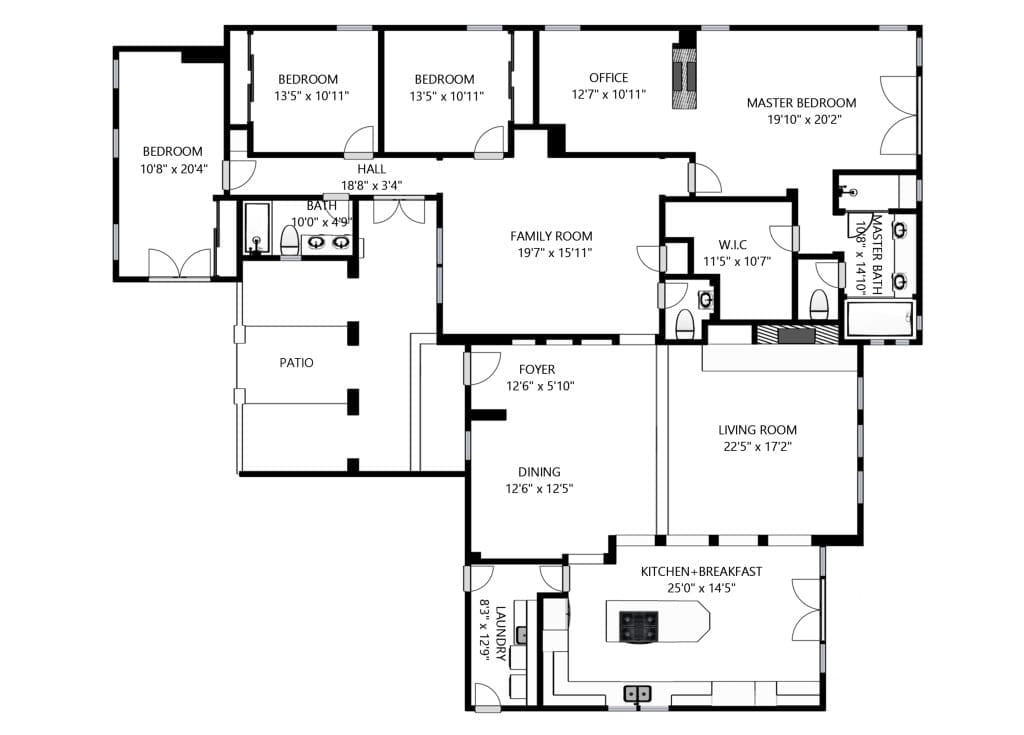 BEDROOM
13'5" x 10'11"
BEDROOM
13'5" x 10'11"
OFFICE
12'7" x 10'11"
MASTER BEDROOM
19'10" x 20'2"
BEDROOM
10'8" x 20'4"
HALL
18'8" x 3'4"
BATH
10'0" x 4'9"
FAMILY ROOM
19'7" x 15'11"
W.I.C
11'5" x 10'7"
MASTER BATH
10'8" x 14'10"
PATIO
FOYER
12'6" x 5'10"
LIVING ROOM
22'5" x 17'2"
DINING
12'6" x 12'5"
KITCHEN+BREAKFAST
25'0" x 14'5"
LAUNDRY
8'3" x 12'9"